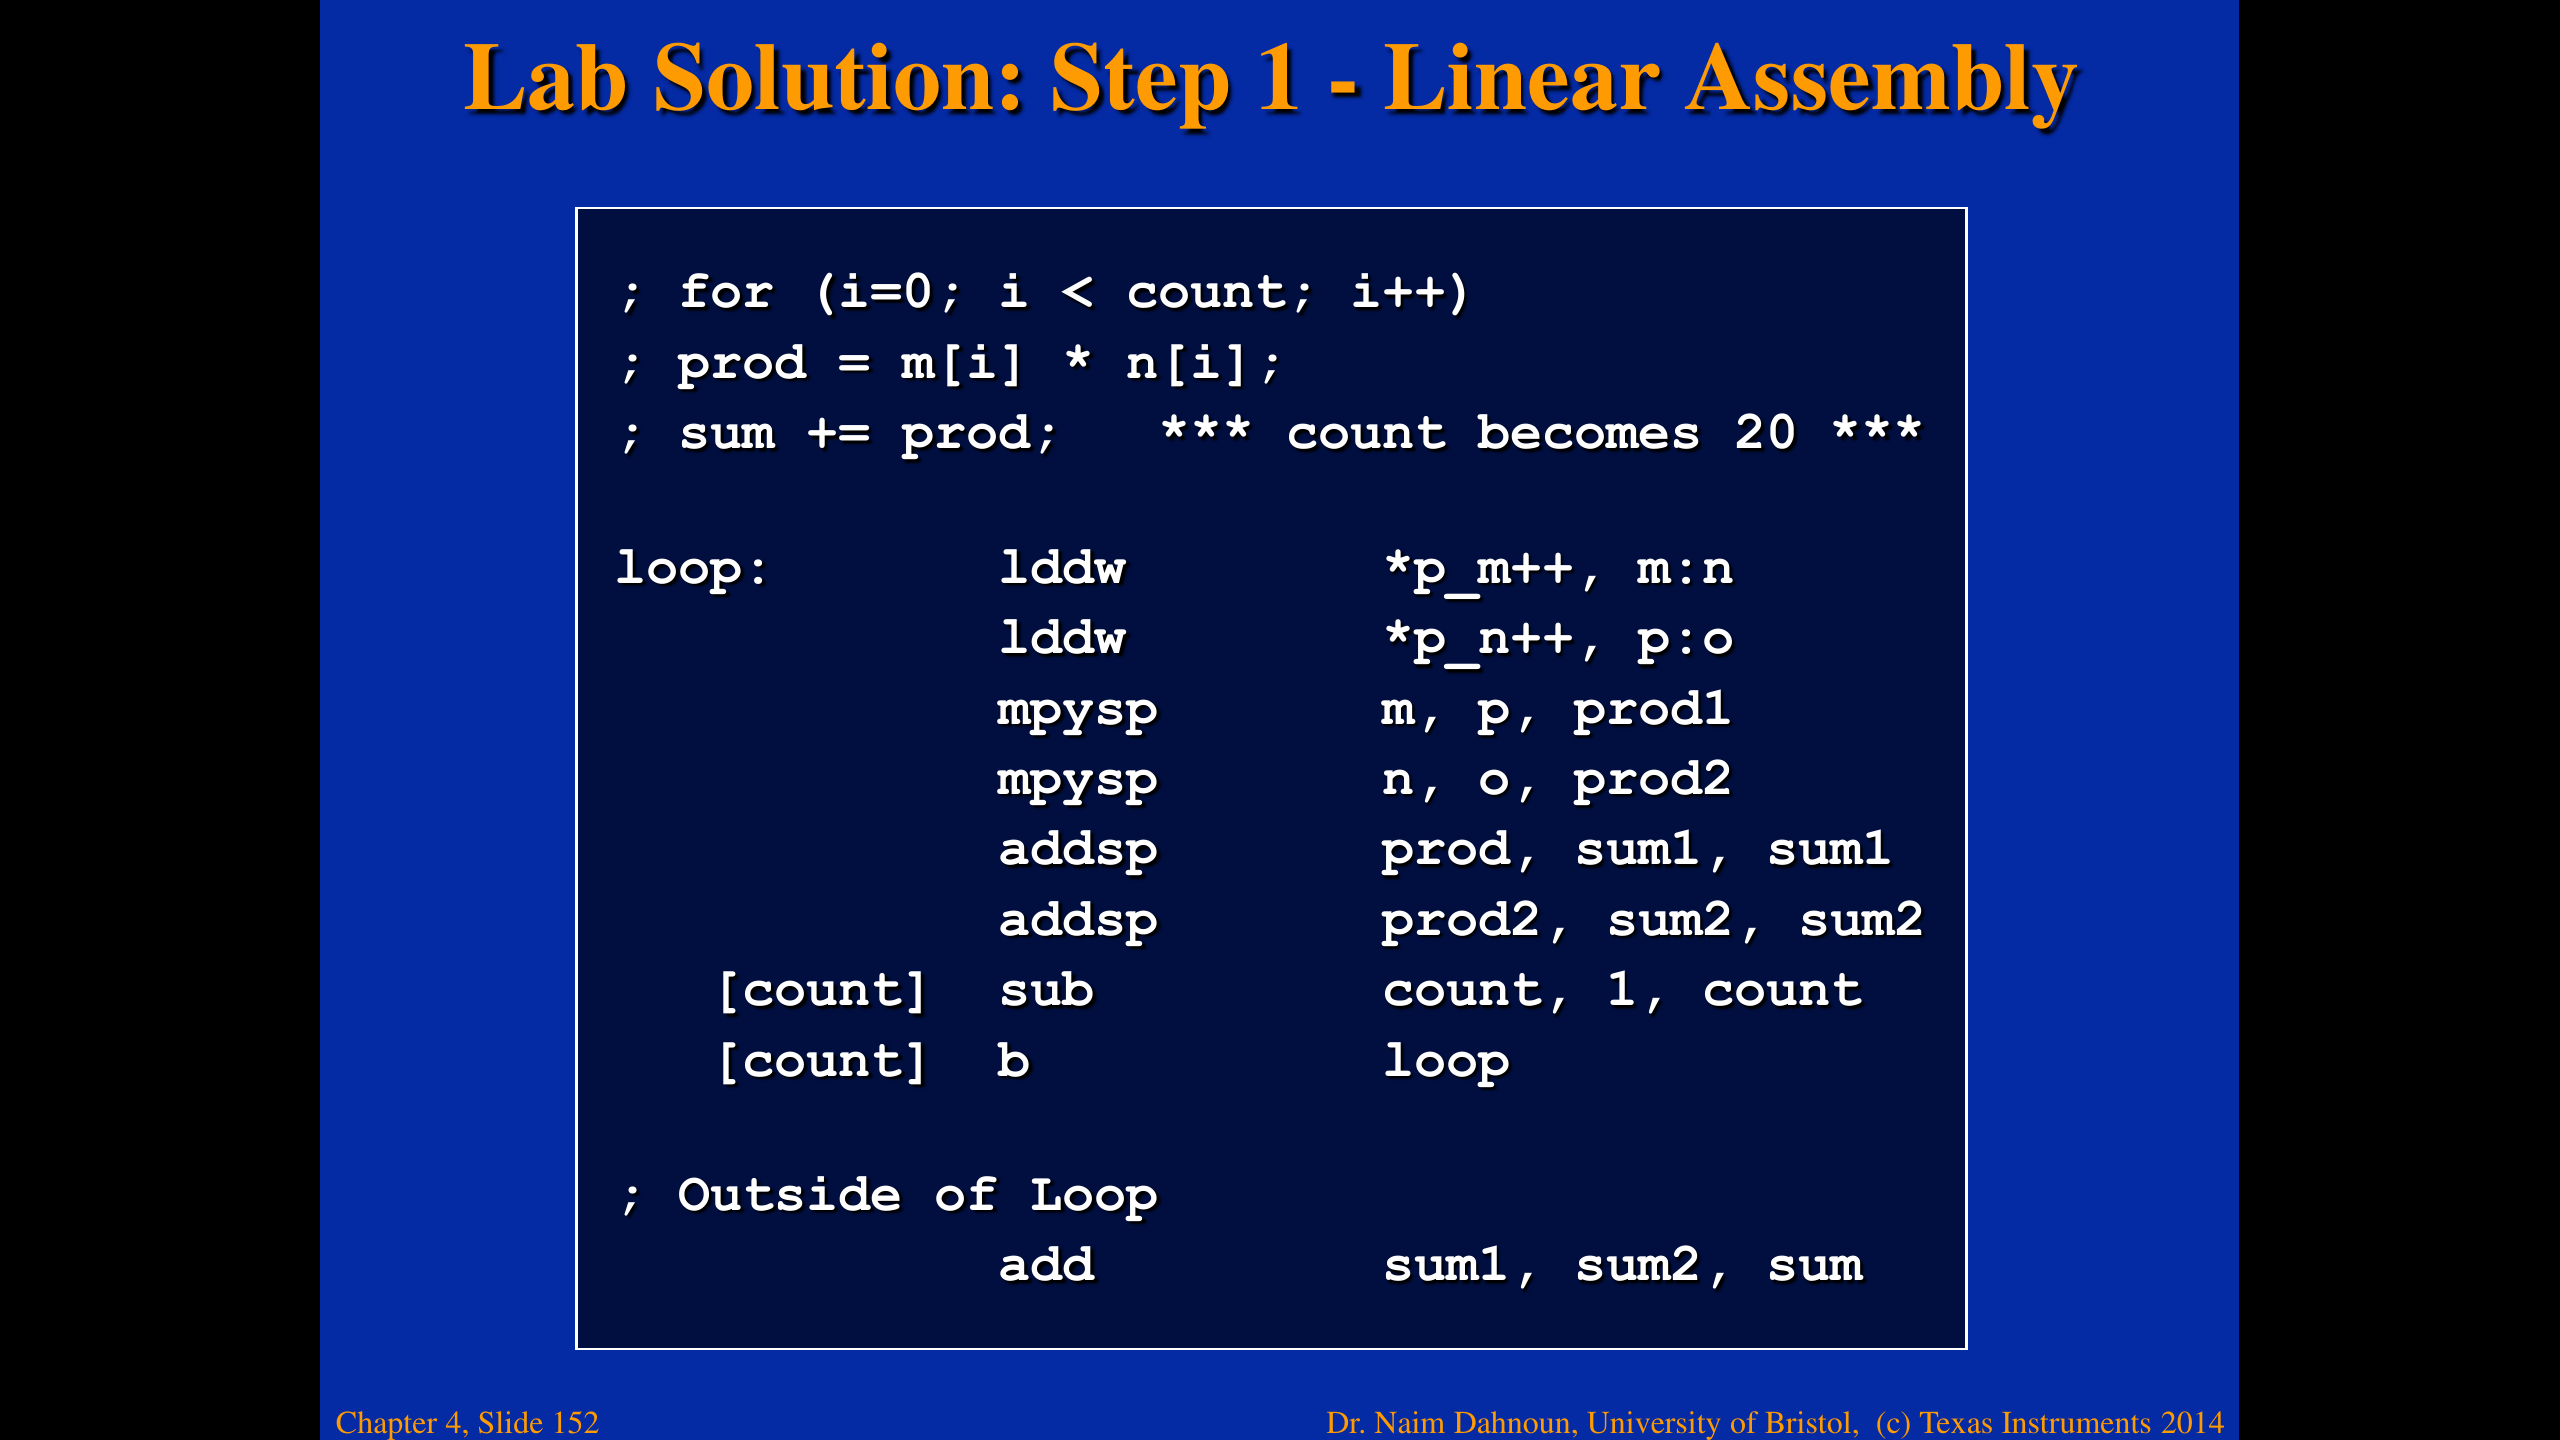 Lab Solution: Step 1 - Linear Assembly
; for (i=0; i < count; i++)
; prod = m[i] * n[i];
; sum += prod;   *** count becomes 20 ***
loop: lddw *p_m++, m:n
lddw *p_n++, p:o
mpysp m, p, prod1
mpysp n, o, prod2
addsp prod, sum1, sum1
addsp prod2, sum2, sum2
[count] sub count, 1, count
[count] b loop
; Outside of Loop
add sum1, sum2, sum
Chapter 4, Slide 152
Dr. Naim Dahnoun, University of Bristol, (c) Texas Instruments 2014